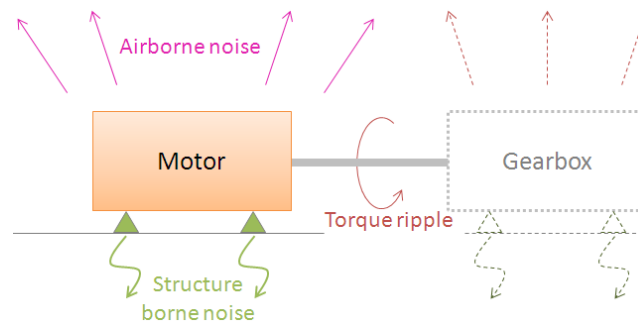 Airborne noise
Motor
Gearbox
Torque ripple
Structure
borne noise